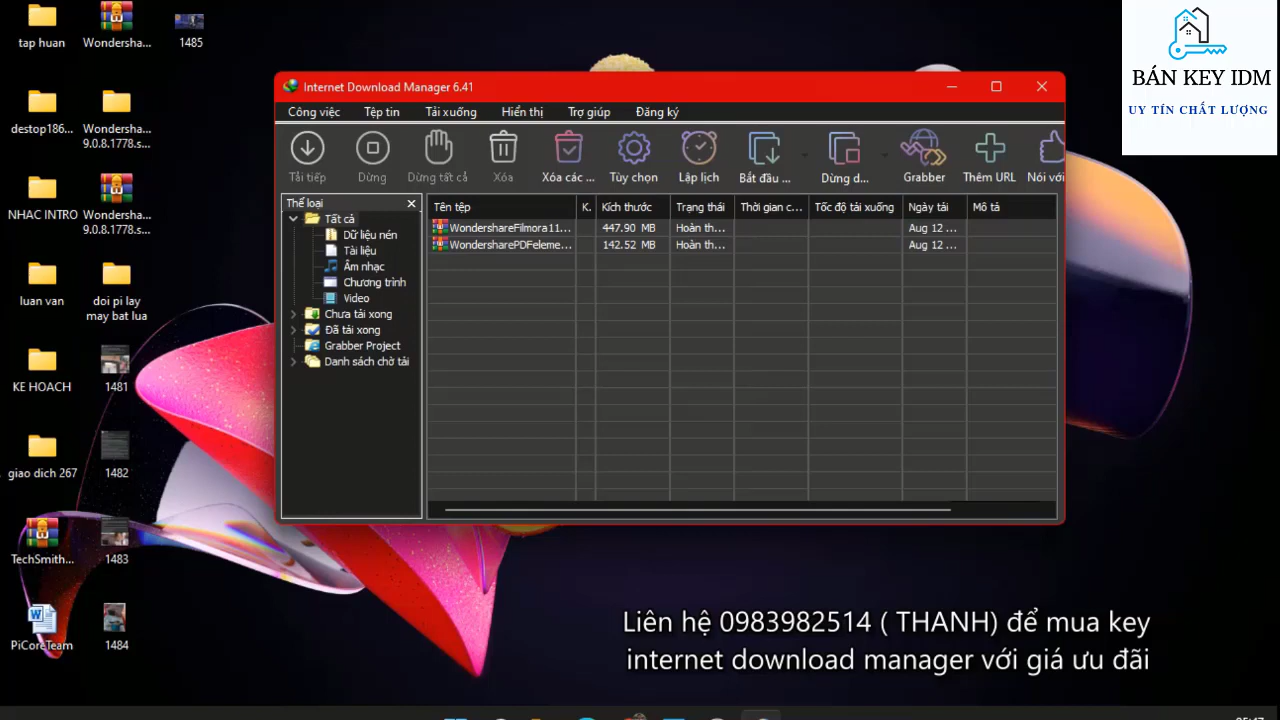 tap huan
Wondersha...
1485
destop186...
Wondersha...
9.0.8.1778.s...
NHAC INTRO
Wondersha...
9.0.8.1778.s...
luan van
doi pi lay
may bat lua
KE HOACH
1481
giao dich 267
1482
TechSmith...
1483
PiCoreTeam
1484
BÁN KEY IDM
UY TÍN CHẤT LƯỢNG
Internet Download Manager 6.41
Công việc Tệp tin Tải xuống Hiển thị Trợ giúp Đăng ký
Tải tiếp Dừng Dừng tất cả Xóa Xóa các ... Tùy chọn Lập lịch Bắt đầu ... Dừng d... Grabber Thêm URL Nói với
Thể loại
Tất cả
Dữ liệu nén
Tài liệu
Âm nhạc
Chương trình
Video
Chưa tải xong
Đã tải xong
Grabber Project
Danh sách chờ tải
Tên tệp K. Kích thước Trạng thái Thời gian c... Tốc độ tải xuống Ngày tải Mô tả
WondershareFilmora11... 447.90 MB Hoàn th... Aug 12 ...
WondersharePDFeleme... 142.52 MB Hoàn th... Aug 12 ...
Liên hệ 0983982514 ( THANH) để mua key
internet download manager với giá ưu đãi